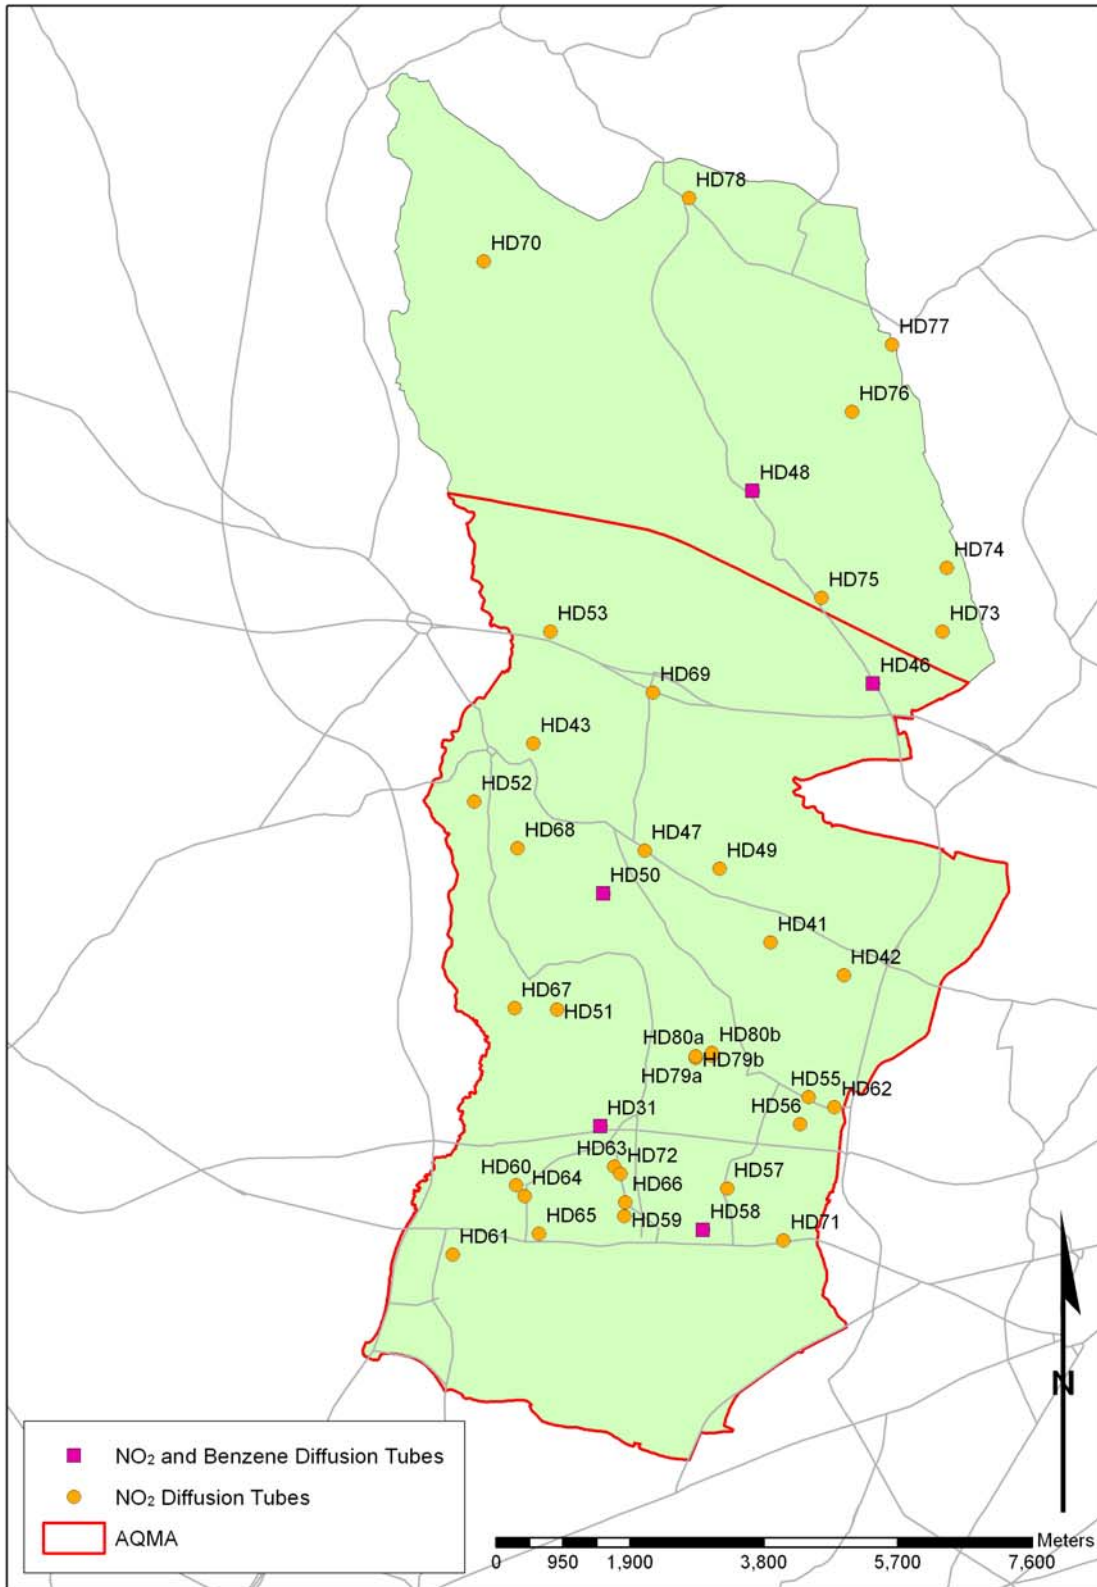 HD78
HD70
HD77
HD76
HD48
HD74
HD75
HD53
HD73
HD46
HD69
HD43
HD52
HD68
HD47
HD49
HD50
HD41
HD42
HD67
HD51
HD80a
HD80b
HD79b
HD79a
HD55
HD62
HD56
HD31
HD63
HD72
HD60
HD64
HD66
HD57
HD58
HD65
HD59
HD71
HD61
N
NO₂ and Benzene Diffusion Tubes
NO₂ Diffusion Tubes
AQMA
Meters
0 950 1,900 3,800 5,700 7,600